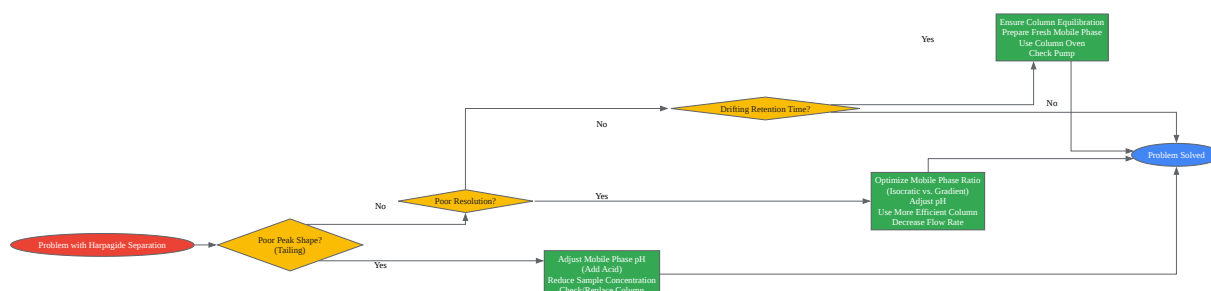 Problem with Harpagide Separation
Poor Peak Shape?
(Tailing)
Yes
Adjust Mobile Phase pH
(Add Acid)
Reduce Sample Concentration
Check/Replace Column
No
Poor Resolution?
Yes
Optimize Mobile Phase Ratio
(Isocratic vs. Gradient)
Adjust pH
Use More Efficient Column
Decrease Flow Rate
No
Drifting Retention Time?
Yes
Ensure Column Equilibration
Prepare Fresh Mobile Phase
Use Column Oven
Check Pump
No
Problem Solved